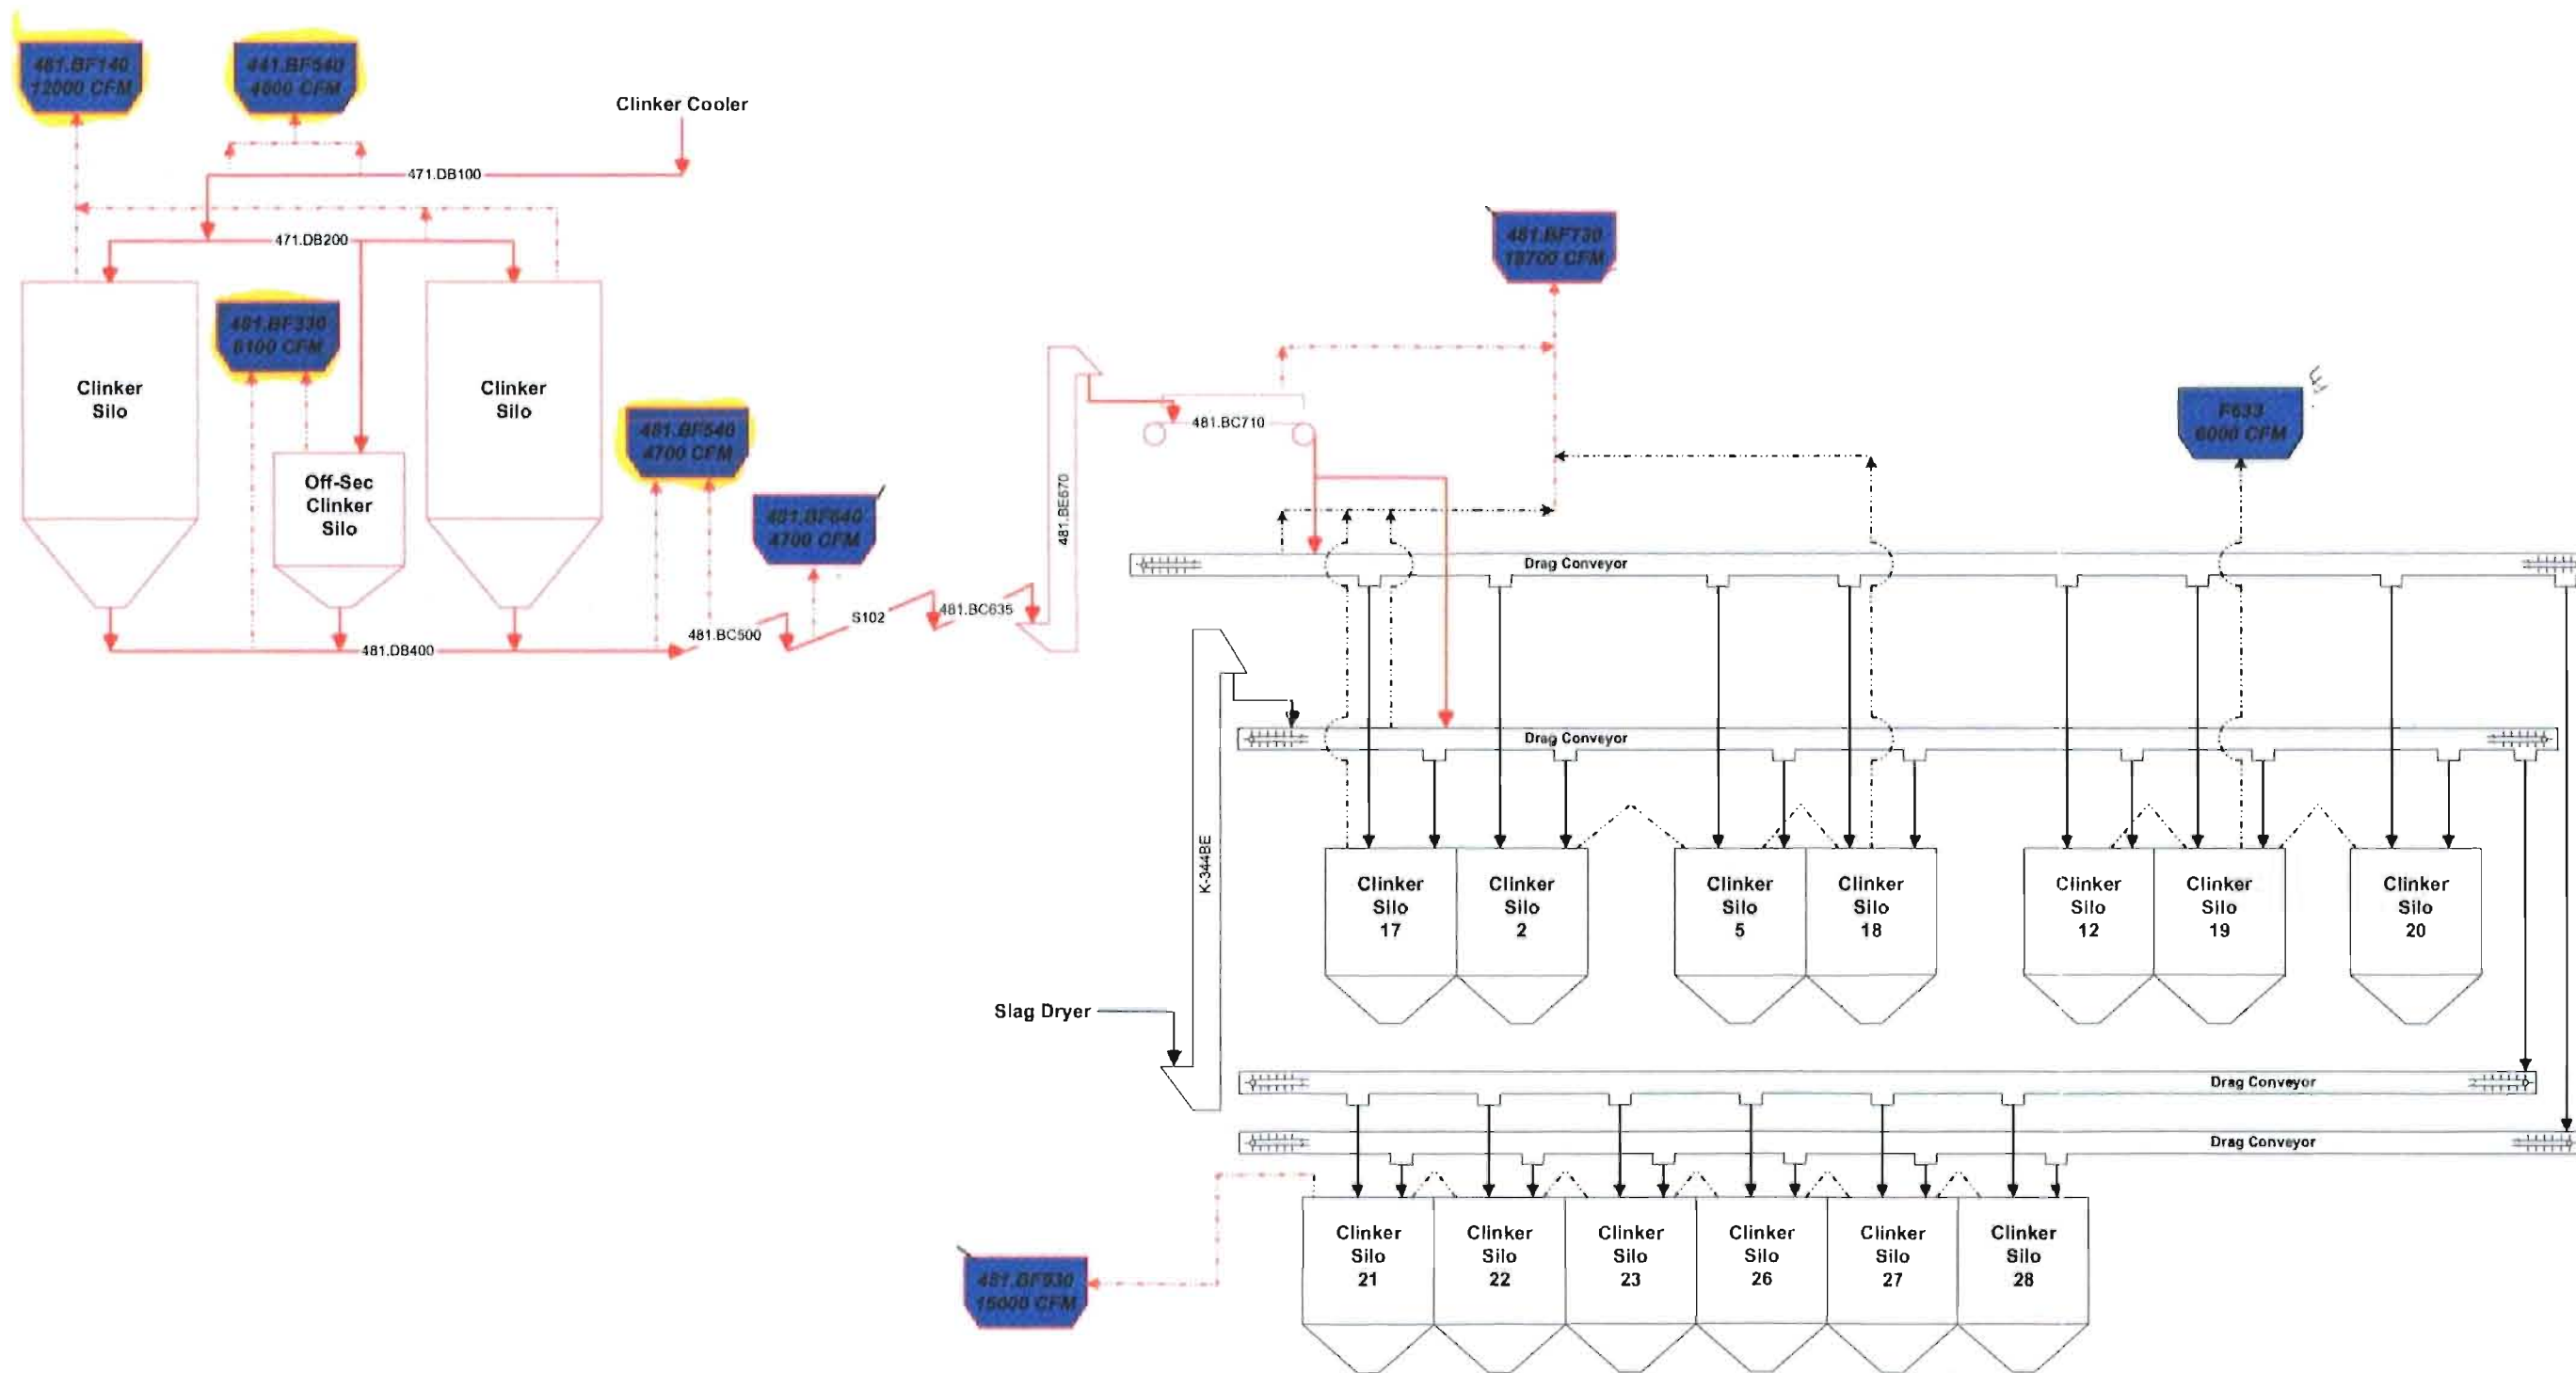 481.BF140
12000 CFM
441.BF540
4600 CFM
Clinker Cooler
471.DB100
471.DB200
481.BF330
6100 CFM
Clinker
Silo
Clinker
Silo
Off-Sec
Clinker
Silo
481.DB400
481.BF540
4700 CFM
481.BF640
4700 CFM
481.BC500
S102
481.BC635
481.BE670
481.BC710
481.BF730
18700 CFM
F633
6000 CFM
E
Drag Conveyor
Drag Conveyor
K-344BE
Slag Dryer
Clinker
Silo
17
Clinker
Silo
2
Clinker
Silo
5
Clinker
Silo
18
Clinker
Silo
12
Clinker
Silo
19
Clinker
Silo
20
Drag Conveyor
Drag Conveyor
481.BF930
15000 CFM
Clinker
Silo
21
Clinker
Silo
22
Clinker
Silo
23
Clinker
Silo
26
Clinker
Silo
27
Clinker
Silo
28